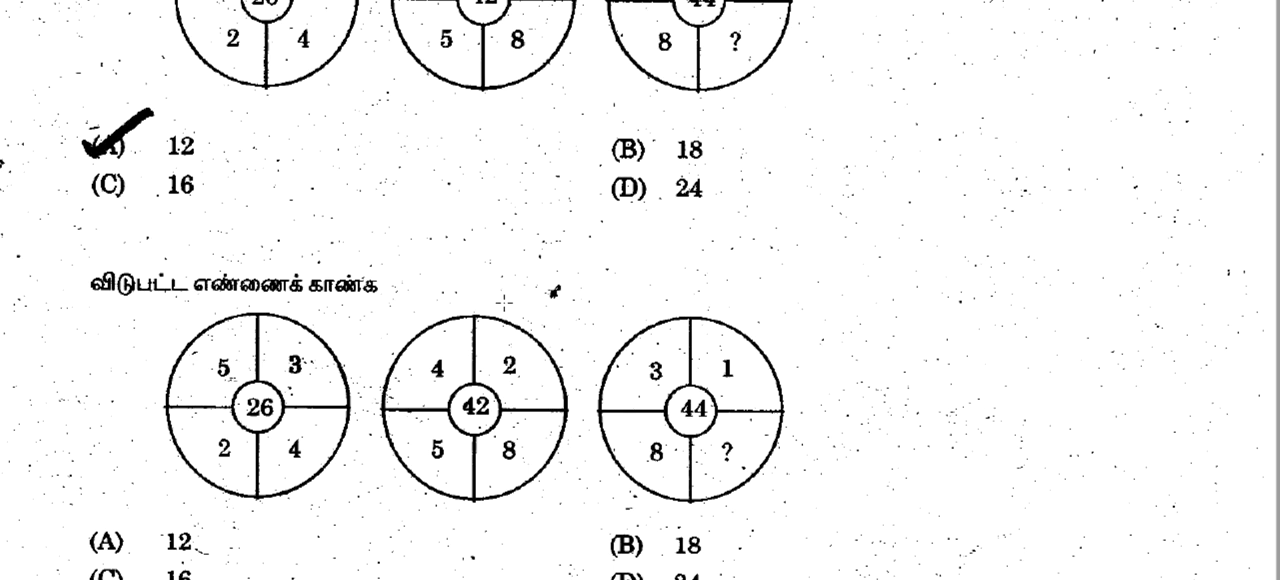 2 4 5 8 8 ?
(A) 12 (B) 18
(C) 16 (D) 24
விடுபட்ட எண்ணைக் காண்க
5 3 4 2 3 1
26 42 44
2 4 5 8 8 ?
(A) 12 (B) 18